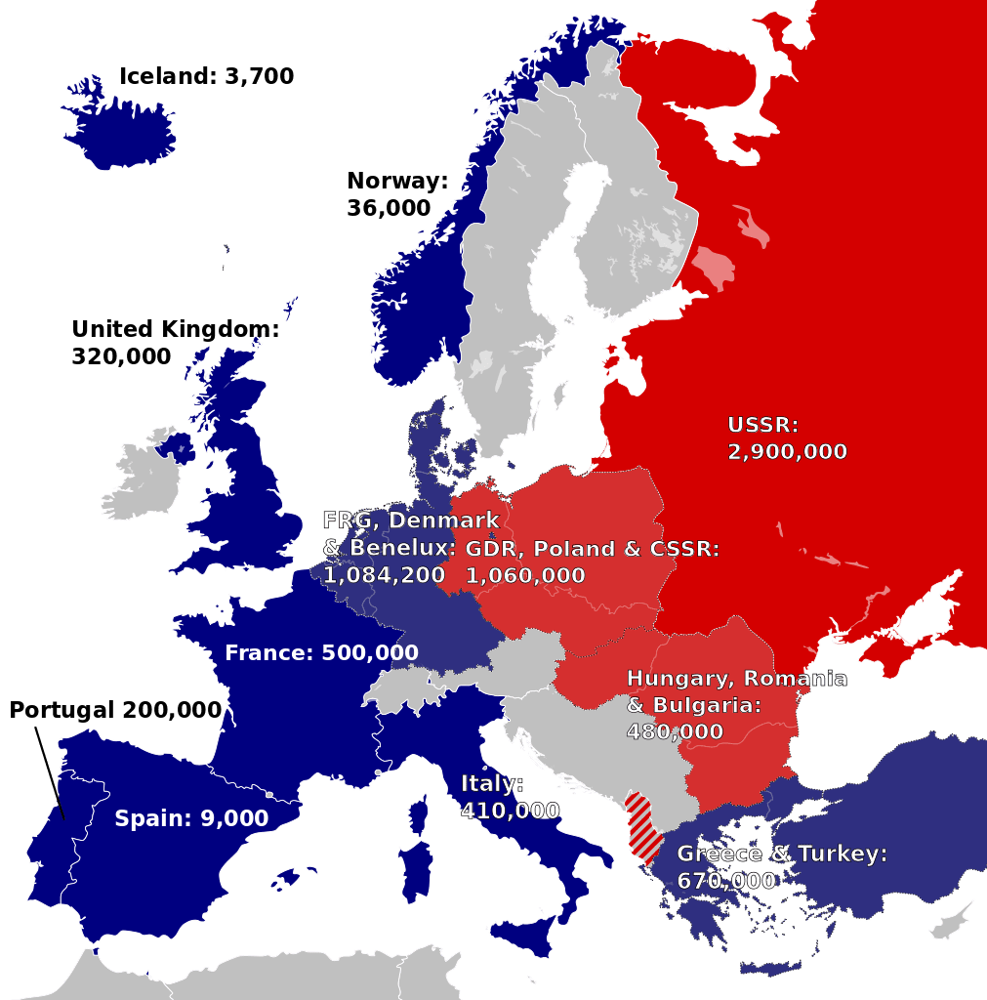 Iceland: 3,700
Norway:
36,000
United Kingdom:
320,000
USSR:
2,900,000
FRG, Denmark
& Benelux:
1,084,200
GDR, Poland & CSSR:
1,060,000
France: 500,000
Hungary, Romania
& Bulgaria:
480,000
Portugal 200,000
Italy:
410,000
Spain: 9,000
Greece & Turkey:
670,000